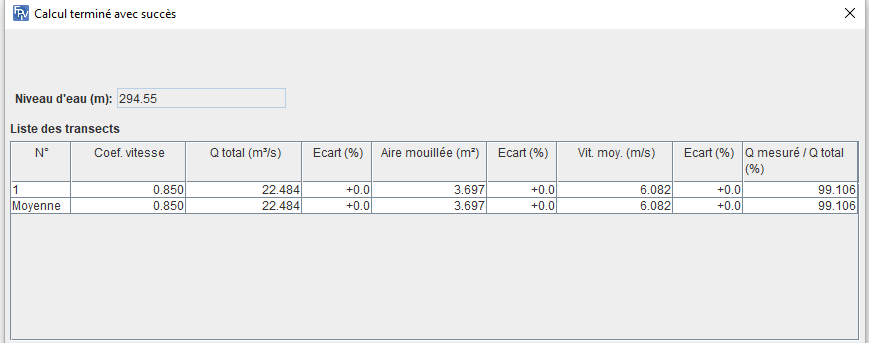 Calcul terminé avec succès
Niveau d'eau (m): 294.55
Liste des transects
N° Coef. vitesse Q total (m³/s) Ecart (%) Aire mouillée (m²) Ecart (%) Vit. moy. (m/s) Ecart (%) Q mesuré / Q total (%)
1 0.850 22.484 +0.0 3.697 +0.0 6.082 +0.0 99.106
Moyenne 0.850 22.484 +0.0 3.697 +0.0 6.082 +0.0 99.106